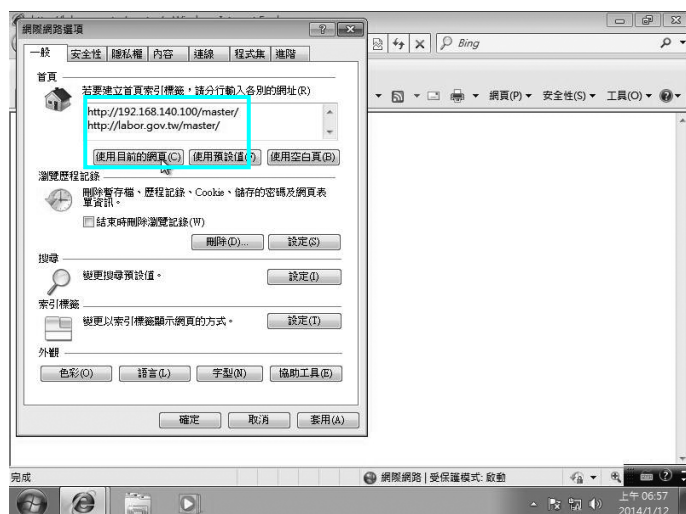 網際網路選項
Bing
一般 安全性 隱私權 內容 連線 程式集 進階
首頁
若要建立首頁索引標籤，請分行輸入各別的網址(R)
http://192.168.140.100/master/
http://labor.gov.tw/master/
使用目前的網頁(C) 使用預設值(F) 使用空白頁(B)
網頁(P) 安全性(S) 工具(O)
瀏覽歷程記錄
刪除暫存檔、歷程記錄、Cookie、儲存的密碼及網頁表
單資訊。
結束時刪除瀏覽記錄(W)
刪除(D)... 設定(S)
搜尋
變更搜尋預設值。 設定(I)
索引標籤
變更以索引標籤顯示網頁的方式。 設定(T)
外觀
色彩(O) 語言(L) 字型(N) 協助工具(E)
確定 取消 套用(A)
完成 網際網路 | 受保護模式: 啟動
上午 06:57
2014/1/12